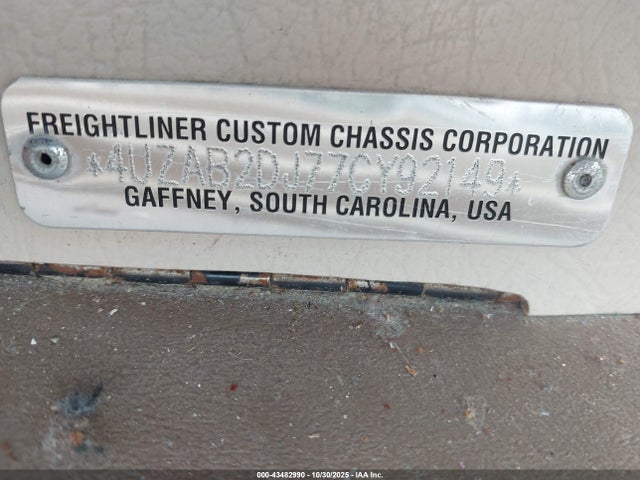 FREIGHTLINER CUSTOM CHASSIS CORPORATION
*4UZAB2DJ77CY92149*
GAFFNEY, SOUTH CAROLINA, USA
000-43482990 - 10/30/2025 - IAA Inc.